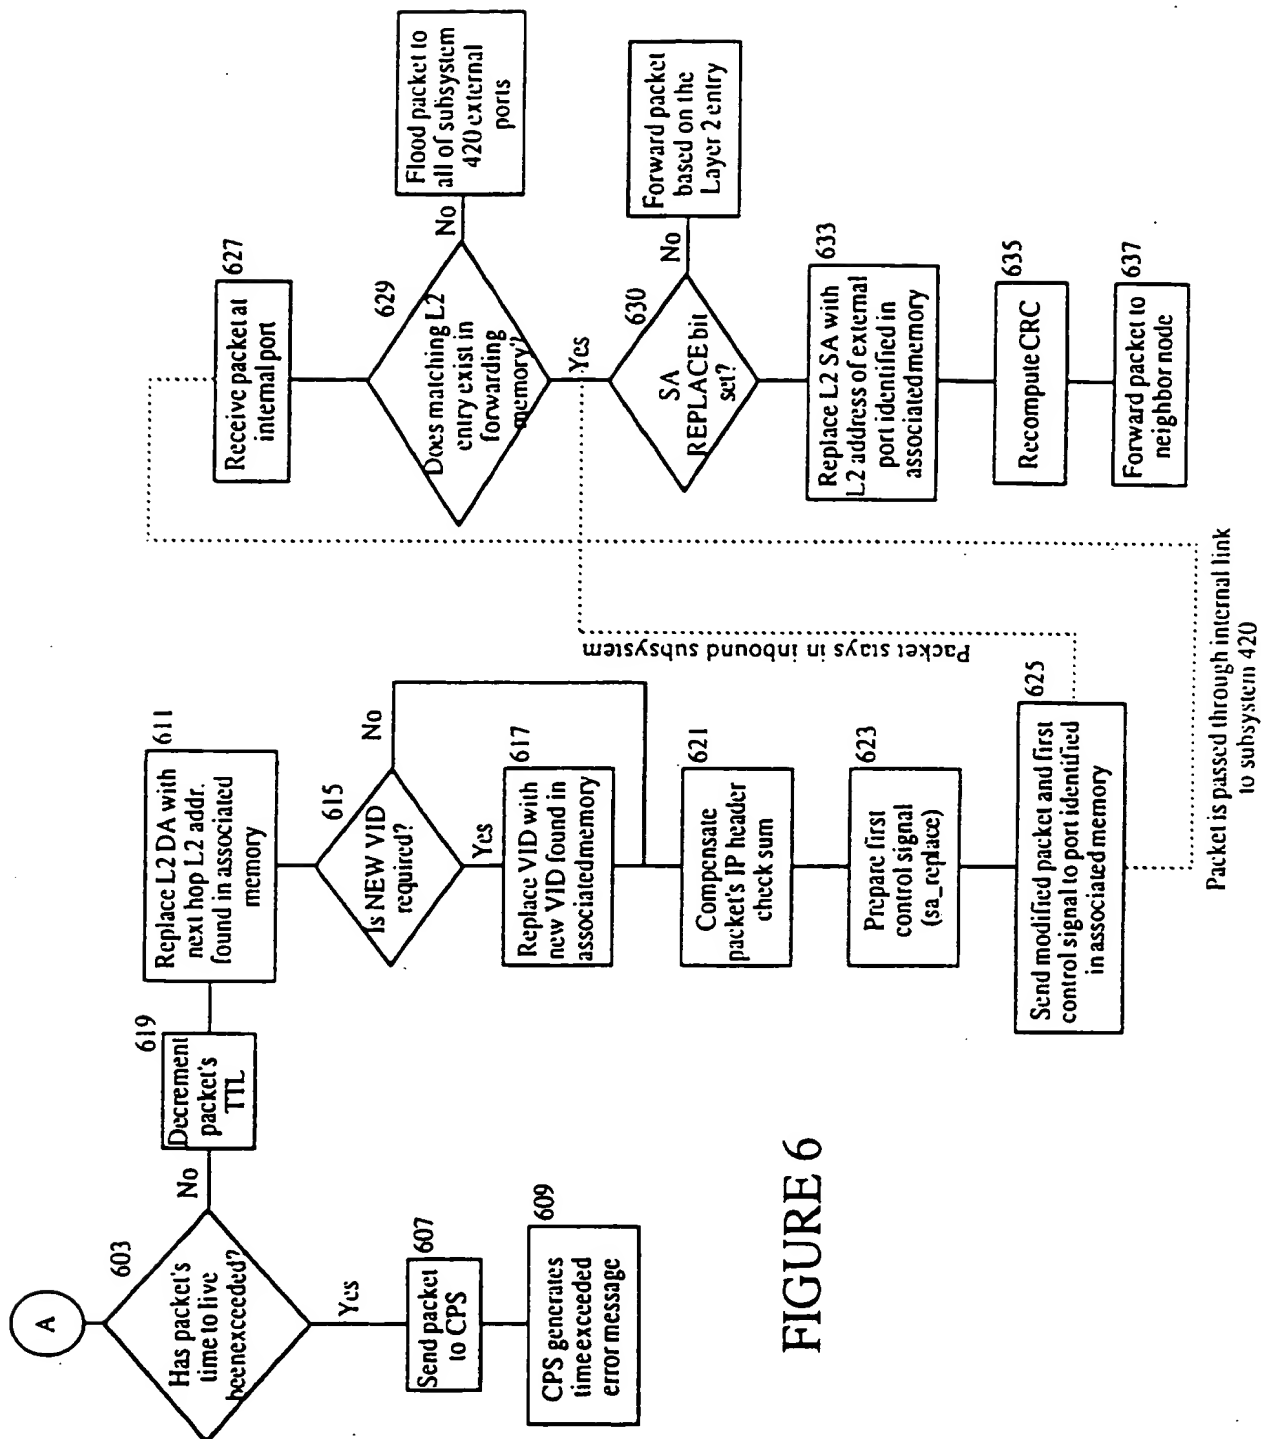 A
603
Has packet's
time to live
beenexceeded?
No
Yes
607
Send packet
to CPS
609
CPS generates
time exceeded
error message
619
Decrement
packet's
TTL
611
Replace L2 DA with
next hop L2 addr.
found in associated
memory
615
Is NEW VID
required?
No
Yes
617
Replace VID with
new VID found in
associatedmemory
621
Compensate
packet's IP header
check sum
623
Prepare first
control signal
(sa_replace)
625
Send modified packet and first
control signal to port identified
in associated memory
Packet stays in inbound subsystem
Packet is passed through internal link
to subsystem 420
627
Receive packet at
internal port
629
Does matching L2
entry exist in
forwarding
memory?
No
Flood packet to
all of subsystem
420 external
ports
Yes
630
SA
REPLACE bit
set?
No
Forward packet
based on the
Layer 2 entry
633
Replace L2 SA with
L2 address of external
port identified in
associated memory
635
Recompute CRC
637
Forward packet to
neighbor node
FIGURE 6